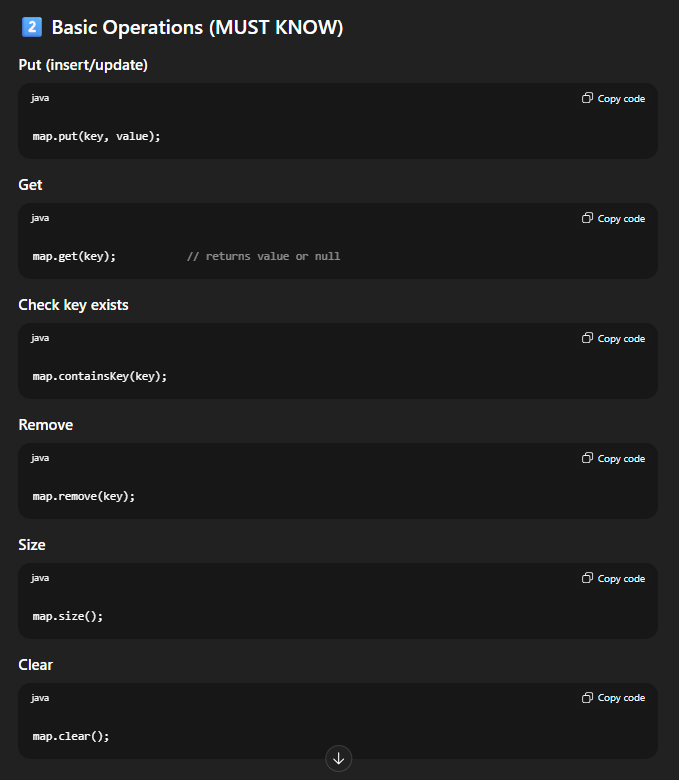 2 Basic Operations (MUST KNOW)
Put (insert/update)
java Copy code
map.put(key, value);
Get
java Copy code
map.get(key); // returns value or null
Check key exists
java Copy code
map.containsKey(key);
Remove
java Copy code
map.remove(key);
Size
java Copy code
map.size();
Clear
java Copy code
map.clear();